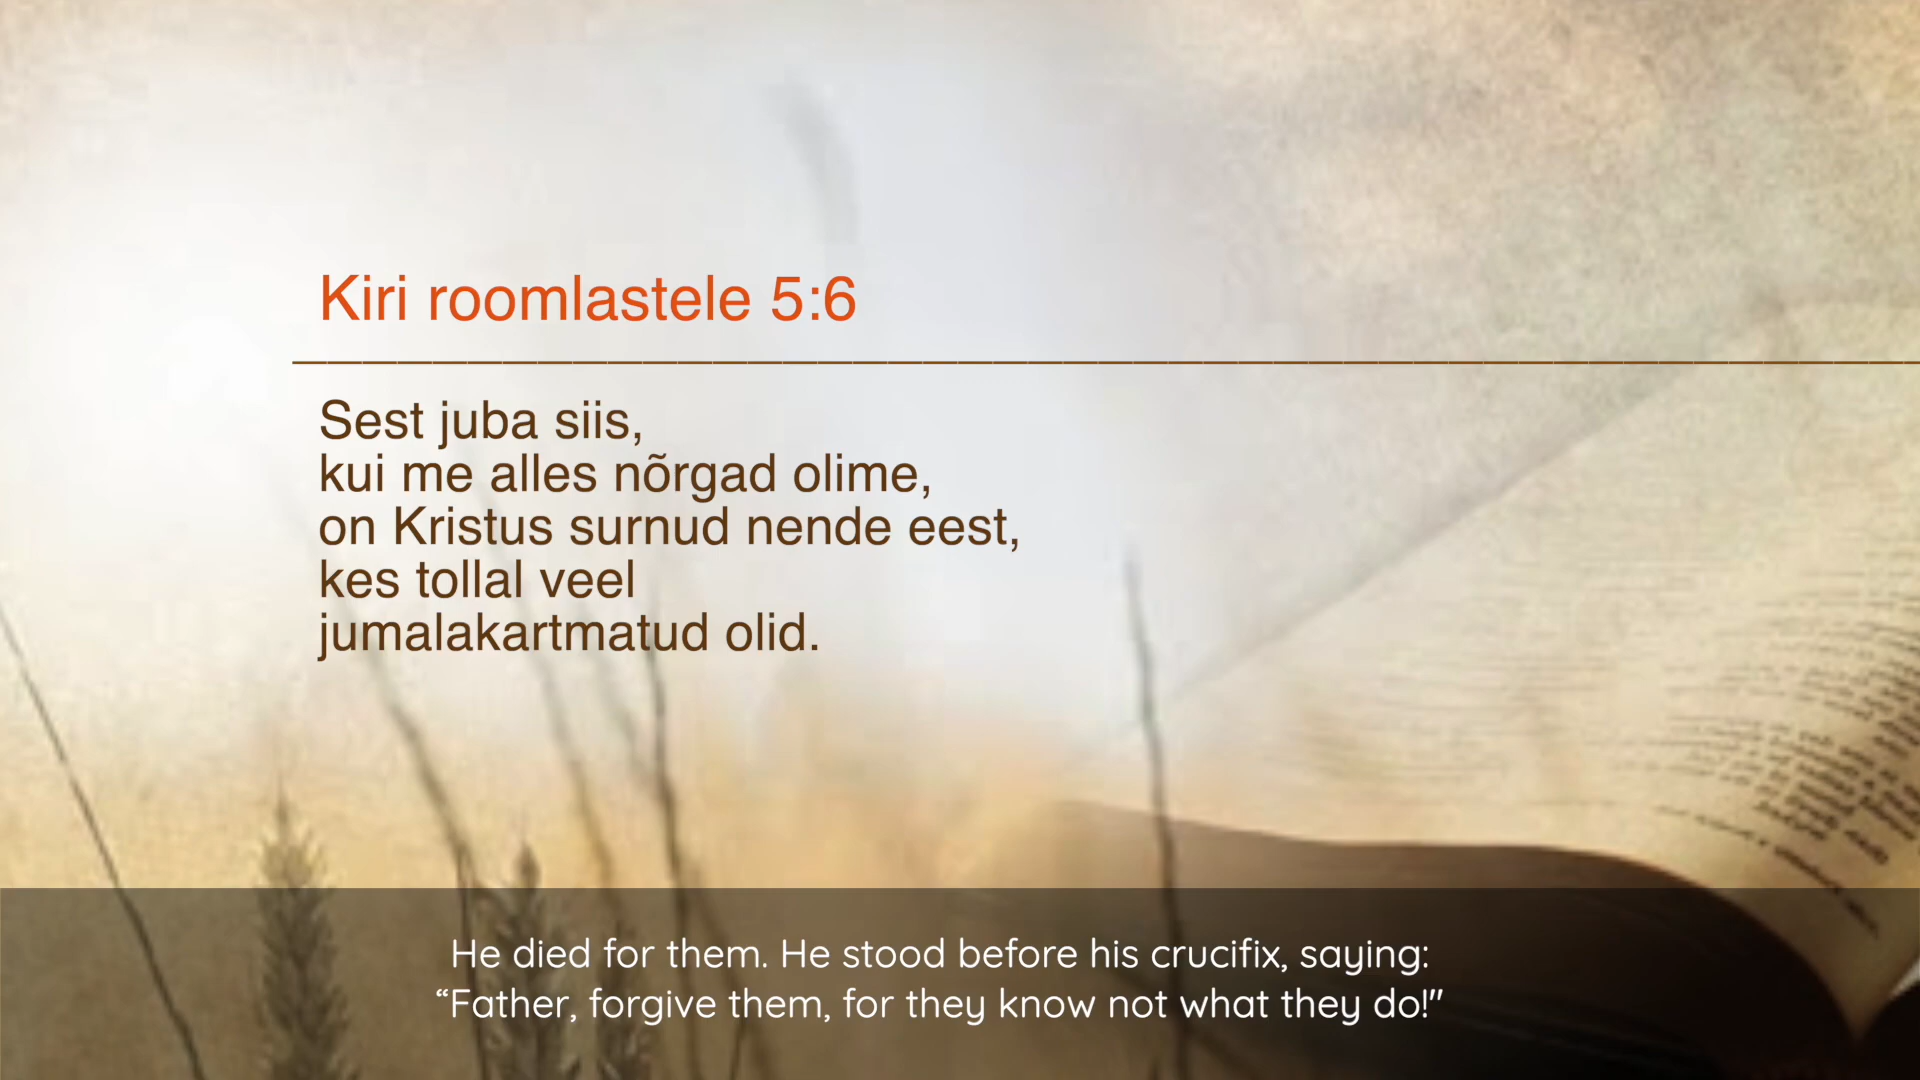 Kiri roomlastele 5:6
Sest juba siis,
kui me alles nõrgad olime,
on Kristus surnud nende eest,
kes tollal veel
jumalakartmatud olid.
He died for them. He stood before his crucifix, saying:
“Father, forgive them, for they know not what they do!"